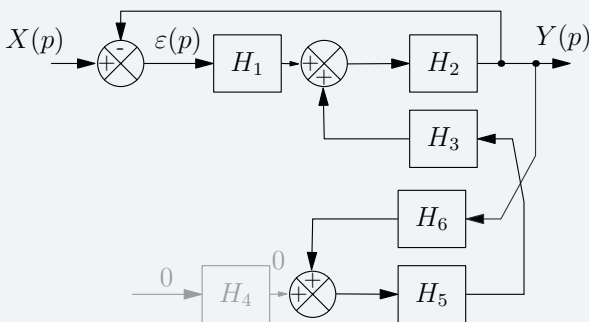 X(p) - ε(p) Y(p)
+ H₁ + + H₂
H₃
H₆
0 0 +
H₄ + H₅